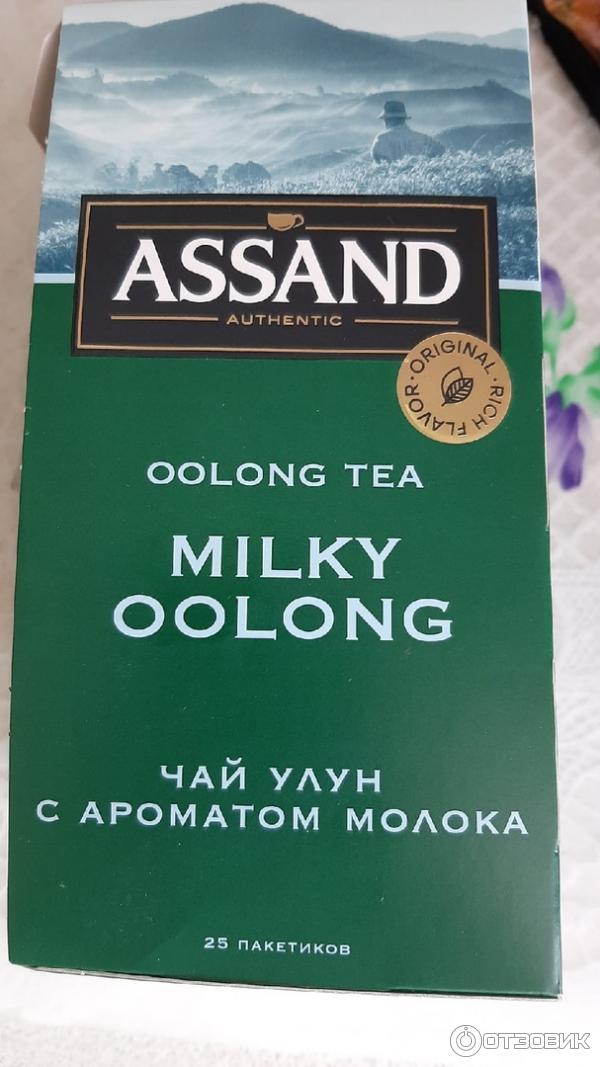 ASSAND
AUTHENTIC
ORIGINAL · RICH FLAVOR ·
OOLONG TEA
MILKY
OOLONG
ЧАЙ УЛУН
С АРОМАТОМ МОЛОКА
25 ПАКЕТИКОВ
ОТЗОВИК